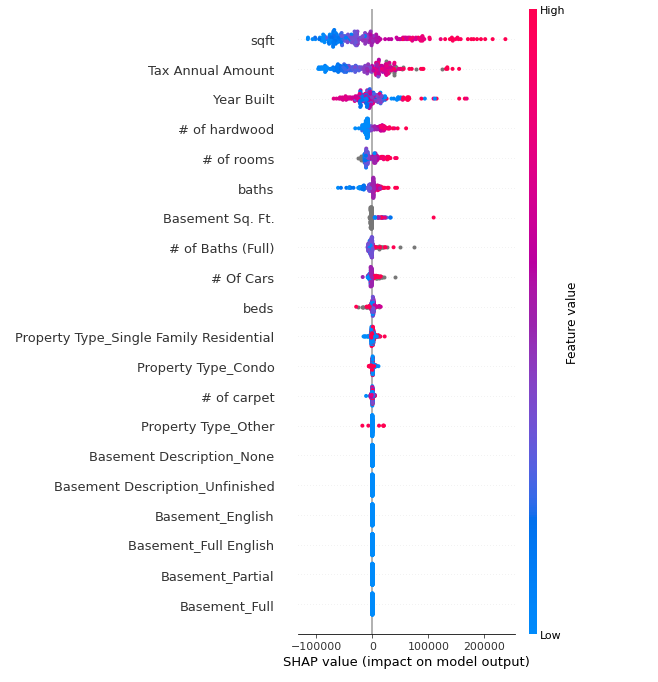 High
sqft
Tax Annual Amount
Year Built
# of hardwood
# of rooms
baths
Basement Sq. Ft.
# of Baths (Full)
# Of Cars
beds
Property Type_Single Family Residential
Property Type_Condo
# of carpet
Property Type_Other
Basement Description_None
Basement Description_Unfinished
Basement_English
Basement_Full English
Basement_Partial
Basement_Full
Feature value
Low
−100000 0 100000 200000
SHAP value (impact on model output)